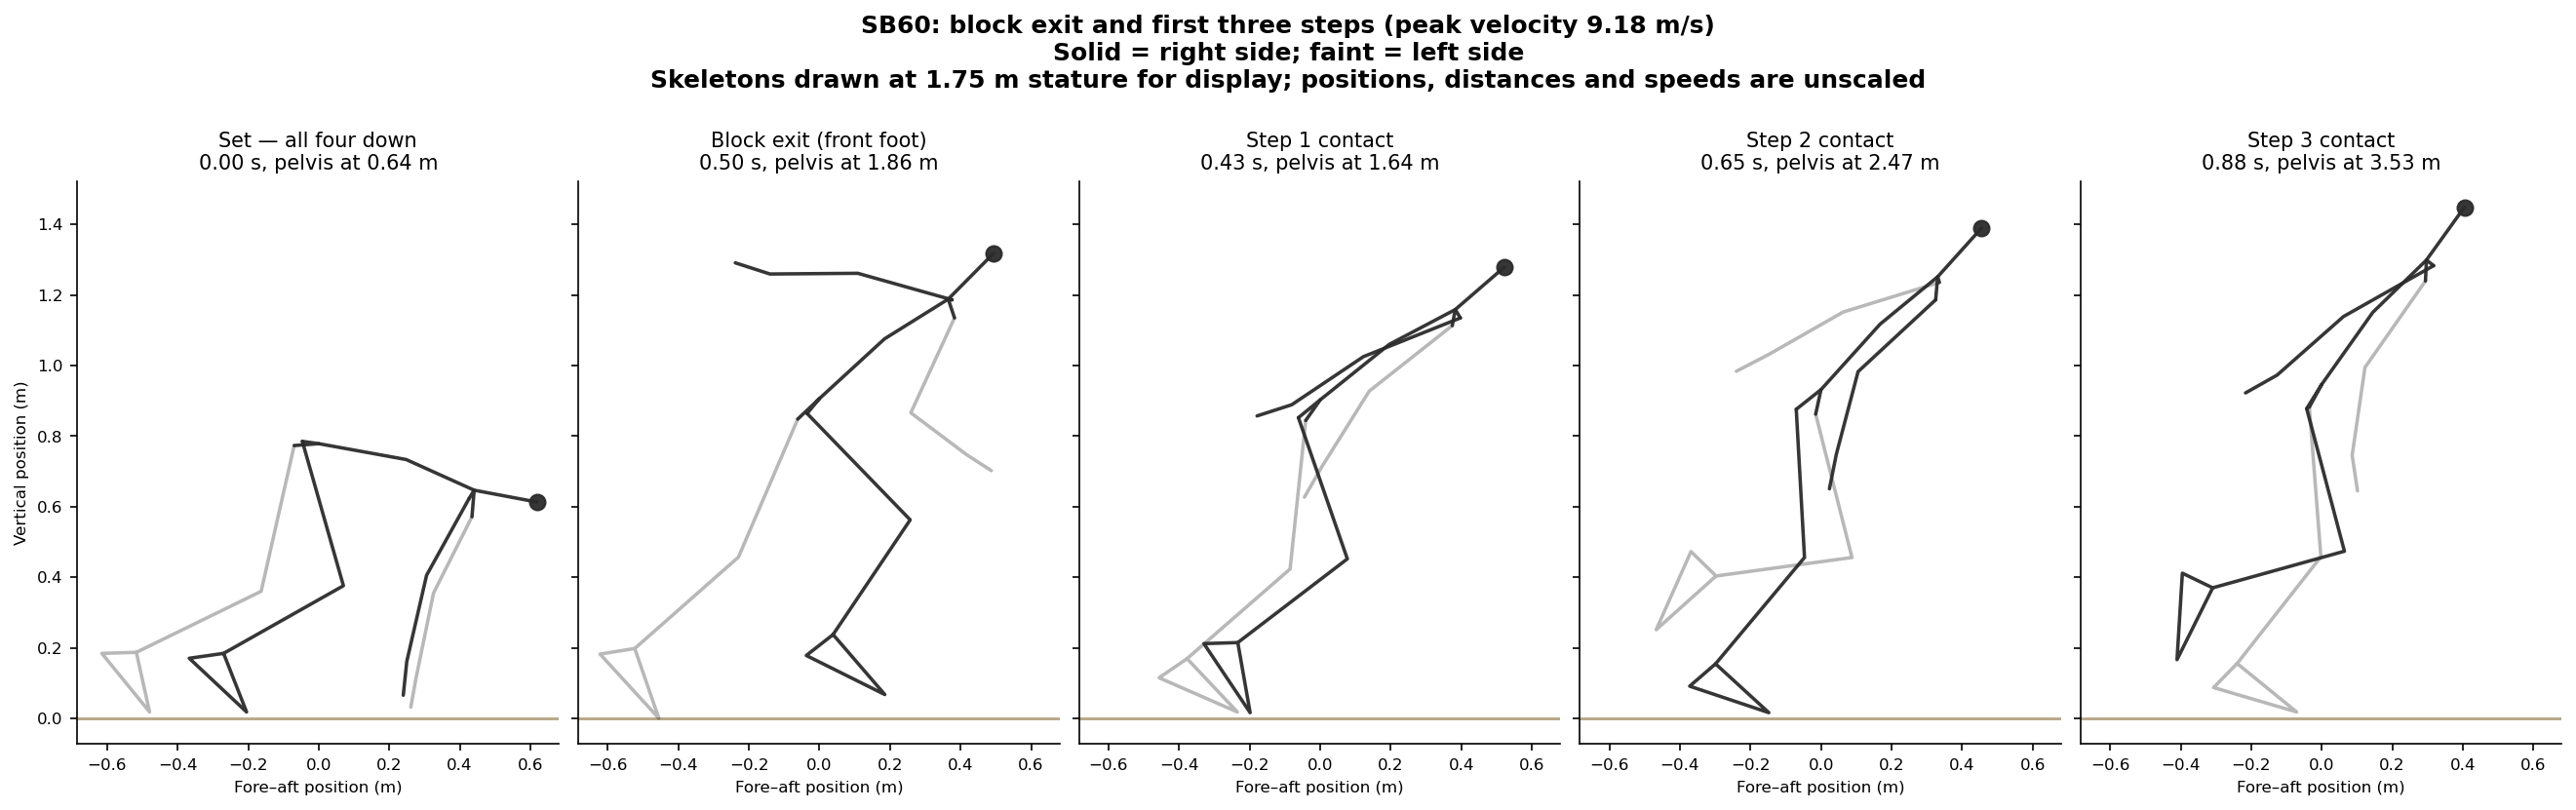 SB60: block exit and first three steps (peak velocity 9.18 m/s)
Solid = right side; faint = left side
Skeletons drawn at 1.75 m stature for display; positions, distances and speeds are unscaled
Set — all four down
0.00 s, pelvis at 0.64 m
Block exit (front foot)
0.50 s, pelvis at 1.86 m
Step 1 contact
0.43 s, pelvis at 1.64 m
Step 2 contact
0.65 s, pelvis at 2.47 m
Step 3 contact
0.88 s, pelvis at 3.53 m
Vertical position (m)
1.4
1.2
1.0
0.8
0.6
0.4
0.2
0.0
−0.6 −0.4 −0.2 0.0 0.2 0.4 0.6
Fore–aft position (m)
−0.6 −0.4 −0.2 0.0 0.2 0.4 0.6
Fore–aft position (m)
−0.6 −0.4 −0.2 0.0 0.2 0.4 0.6
Fore–aft position (m)
−0.6 −0.4 −0.2 0.0 0.2 0.4 0.6
Fore–aft position (m)
−0.6 −0.4 −0.2 0.0 0.2 0.4 0.6
Fore–aft position (m)